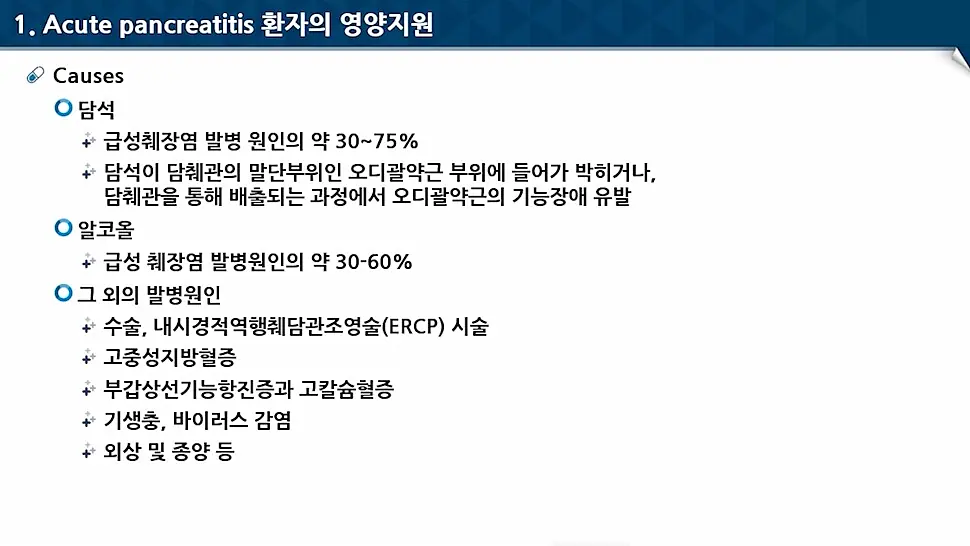 1. Acute pancreatitis 환자의 영양지원
Causes
담석
급성췌장염 발병 원인의 약 30~75%
담석이 담췌관의 말단부위인 오디괄약근 부위에 들어가 박히거나,
담췌관을 통해 배출되는 과정에서 오디괄약근의 기능장애 유발
알코올
급성 췌장염 발병원인의 약 30-60%
그 외의 발병원인
수술, 내시경적역행췌담관조영술(ERCP) 시술
고중성지방혈증
부갑상선기능항진증과 고칼슘혈증
기생충, 바이러스 감염
외상 및 종양 등